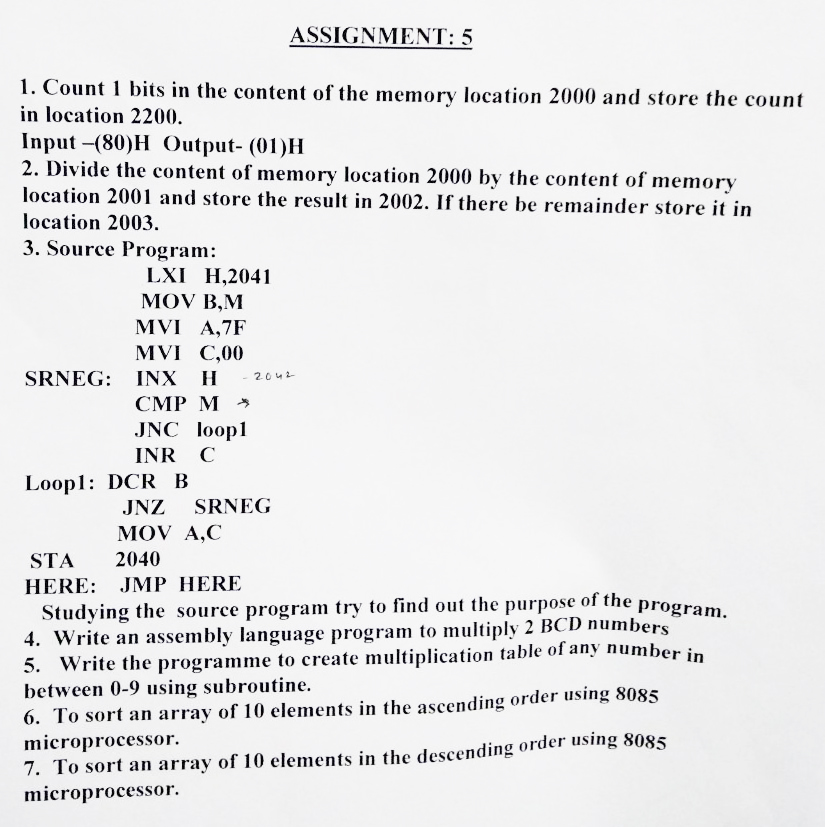 ASSIGNMENT: 5
1. Count 1 bits in the content of the memory location 2000 and store the count
in location 2200.
Input –(80)H Output- (01)H
2. Divide the content of memory location 2000 by the content of memory
location 2001 and store the result in 2002. If there be remainder store it in
location 2003.
3. Source Program:
LXI H,2041
MOV B,M
MVI A,7F
MVI C,00
SRNEG: INX H - 2042
CMP M →
JNC loop1
INR C
Loop1: DCR B
JNZ SRNEG
MOV A,C
STA 2040
HERE: JMP HERE
Studying the source program try to find out the purpose of the program.
4. Write an assembly language program to multiply 2 BCD numbers
5. Write the programme to create multiplication table of any number in
between 0-9 using subroutine.
6. To sort an array of 10 elements in the ascending order using 8085
microprocessor.
7. To sort an array of 10 elements in the descending order using 8085
microprocessor.